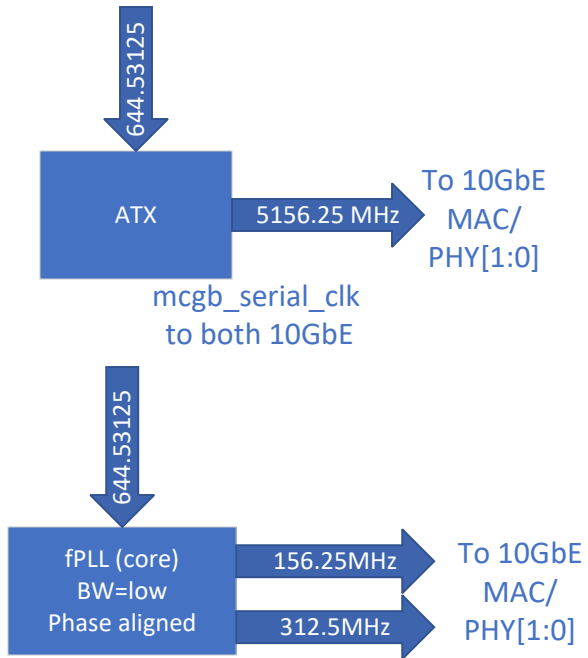 644.53125
ATX
5156.25 MHz
To 10GbE
MAC/
PHY[1:0]
mcgb_serial_clk
to both 10GbE
644.53125
fPLL (core)
BW=low
Phase aligned
156.25MHz
312.5MHz
To 10GbE
MAC/
PHY[1:0]